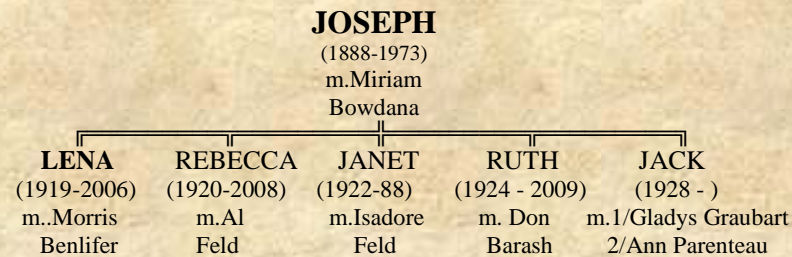 JOSEPH
(1888-1973)
m.Miriam
Bowdana
LENA REBECCA JANET RUTH JACK
(1919-2006) (1920-2008) (1922-88) (1924 - 2009) (1928 - )
m..Morris m.Al m.Isadore m. Don m.1/Gladys Graubart
Benlifer Feld Feld Barash 2/Ann Parenteau